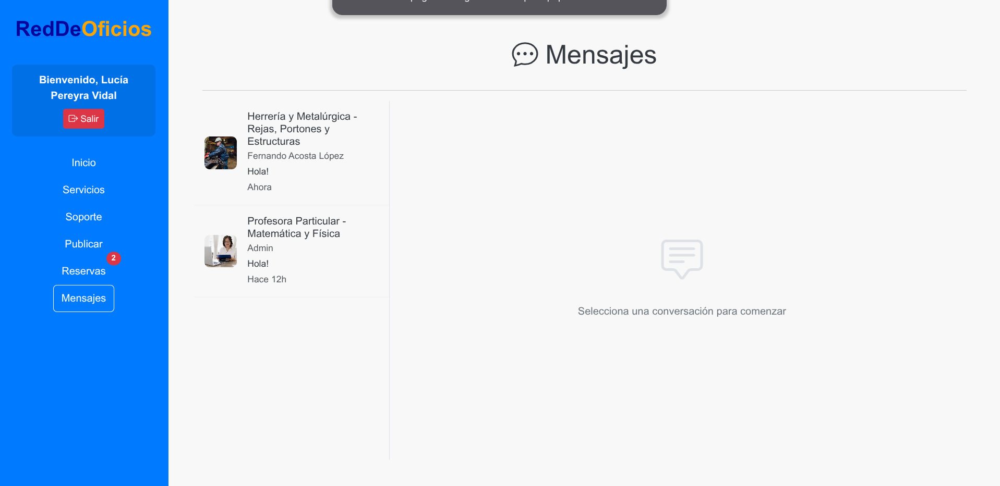 RedDeOficios
Bienvenido, Lucía
Pereyra Vidal
Salir
Inicio
Servicios
Soporte
Publicar
2
Reservas
Mensajes
Mensajes
Herrería y Metalúrgica -
Rejas, Portones y
Estructuras
Fernando Acosta López
Hola!
Ahora
Profesora Particular -
Matemática y Física
Admin
Hola!
Hace 12h
Selecciona una conversación para comenzar